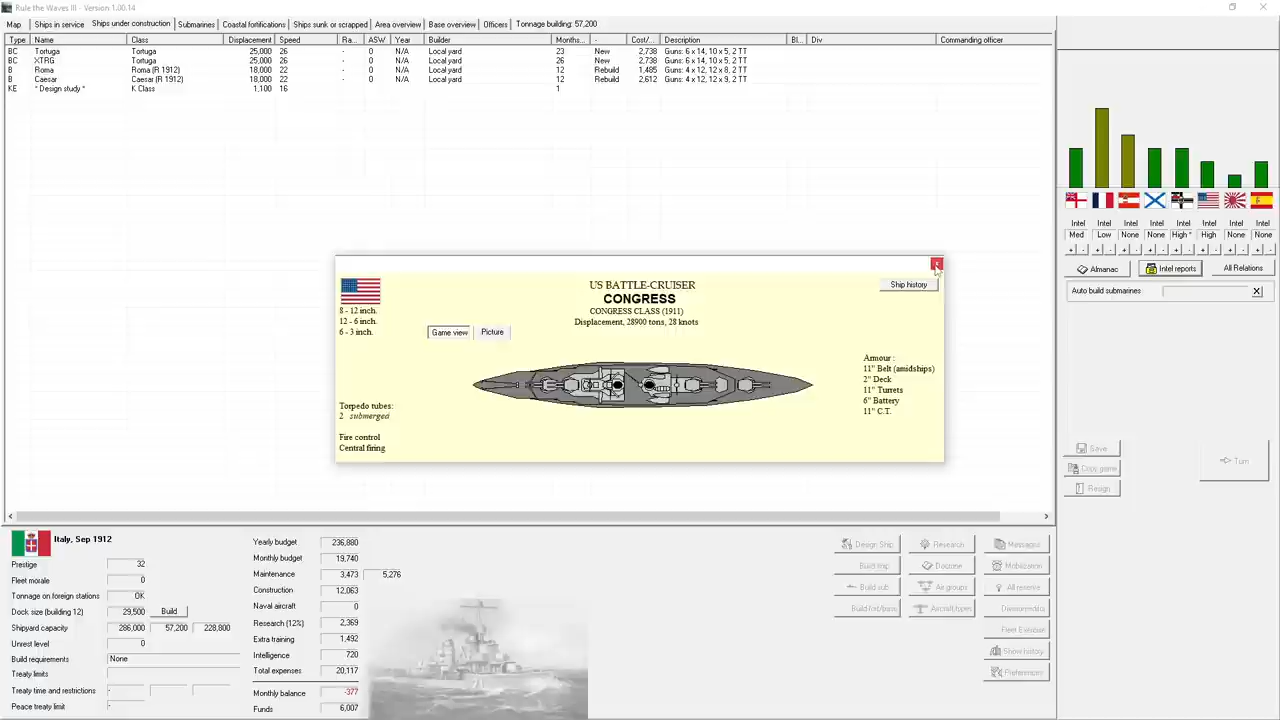 Rule the Waves III - Version 1.00.14
Map Ships in service Ships under construction Submarines Coastal fortifications Ships sunk or scrapped Area overview Base overview Officers Tonnage building: 57,200
Type Name Class Displacement Speed Ra... ASW Year Builder Months... - Cost/... Description Bl... Div Commanding officer
BC Tortuga Tortuga 25,000 26 - 0 N/A Local yard 23 New 2,738 Guns: 6 x 14, 10 x 5, 2 TT
BC XTRG Tortuga 25,000 26 - 0 N/A Local yard 26 New 2,738 Guns: 6 x 14, 10 x 5, 2 TT
B Roma Roma (R 1912) 18,000 22 - 0 N/A Local yard 12 Rebuild 1,485 Guns: 4 x 12, 12 x 8, 2 TT
B Caesar Caesar (R 1912) 18,000 22 - 0 N/A Local yard 12 Rebuild 2,612 Guns: 4 x 12, 12 x 9, 2 TT
KE * Design study * K Class 1,100 16 1
Intel Intel Intel Intel Intel Intel Intel Intel
Med Low None None High * High None None
+ - + - + - + - + - + - + - + -
Almanac Intel reports All Relations
Auto build submarines
US BATTLE-CRUISER
CONGRESS
CONGRESS CLASS (1911)
Displacement, 28900 tons, 28 knots
Ship history
8 - 12 inch.
12 - 6 inch.
6 - 3 inch.
Game view Picture
Armour :
11" Belt (amidships)
2" Deck
11" Turrets
6" Battery
11" C.T.
Torpedo tubes:
2 submerged
Fire control
Central firing
Save
Copy game
Resign
Turn
Italy, Sep 1912
Prestige 32
Fleet morale 0
Tonnage on foreign stations OK
Dock size (building 12) 29,500 Build
Shipyard capacity 286,000 57,200 228,800
Unrest level 0
Build requirements None
Treaty limits
Treaty time and restrictions -
Peace treaty limit -
Yearly budget 236,880
Monthly budget 19,740
Maintenance 3,473 5,276
Construction 12,063
Naval aircraft 0
Research (12%) 2,369
Extra training 1,492
Intelligence 720
Total expenses 20,117
Monthly balance -377
Funds 6,007
Design Ship Research Messages
Build ship Doctrine Mobilization
Build sub Air groups All reserve
Build fort/base Aircraft types Divisional edit
Fleet Exercise
Show history
Preferences